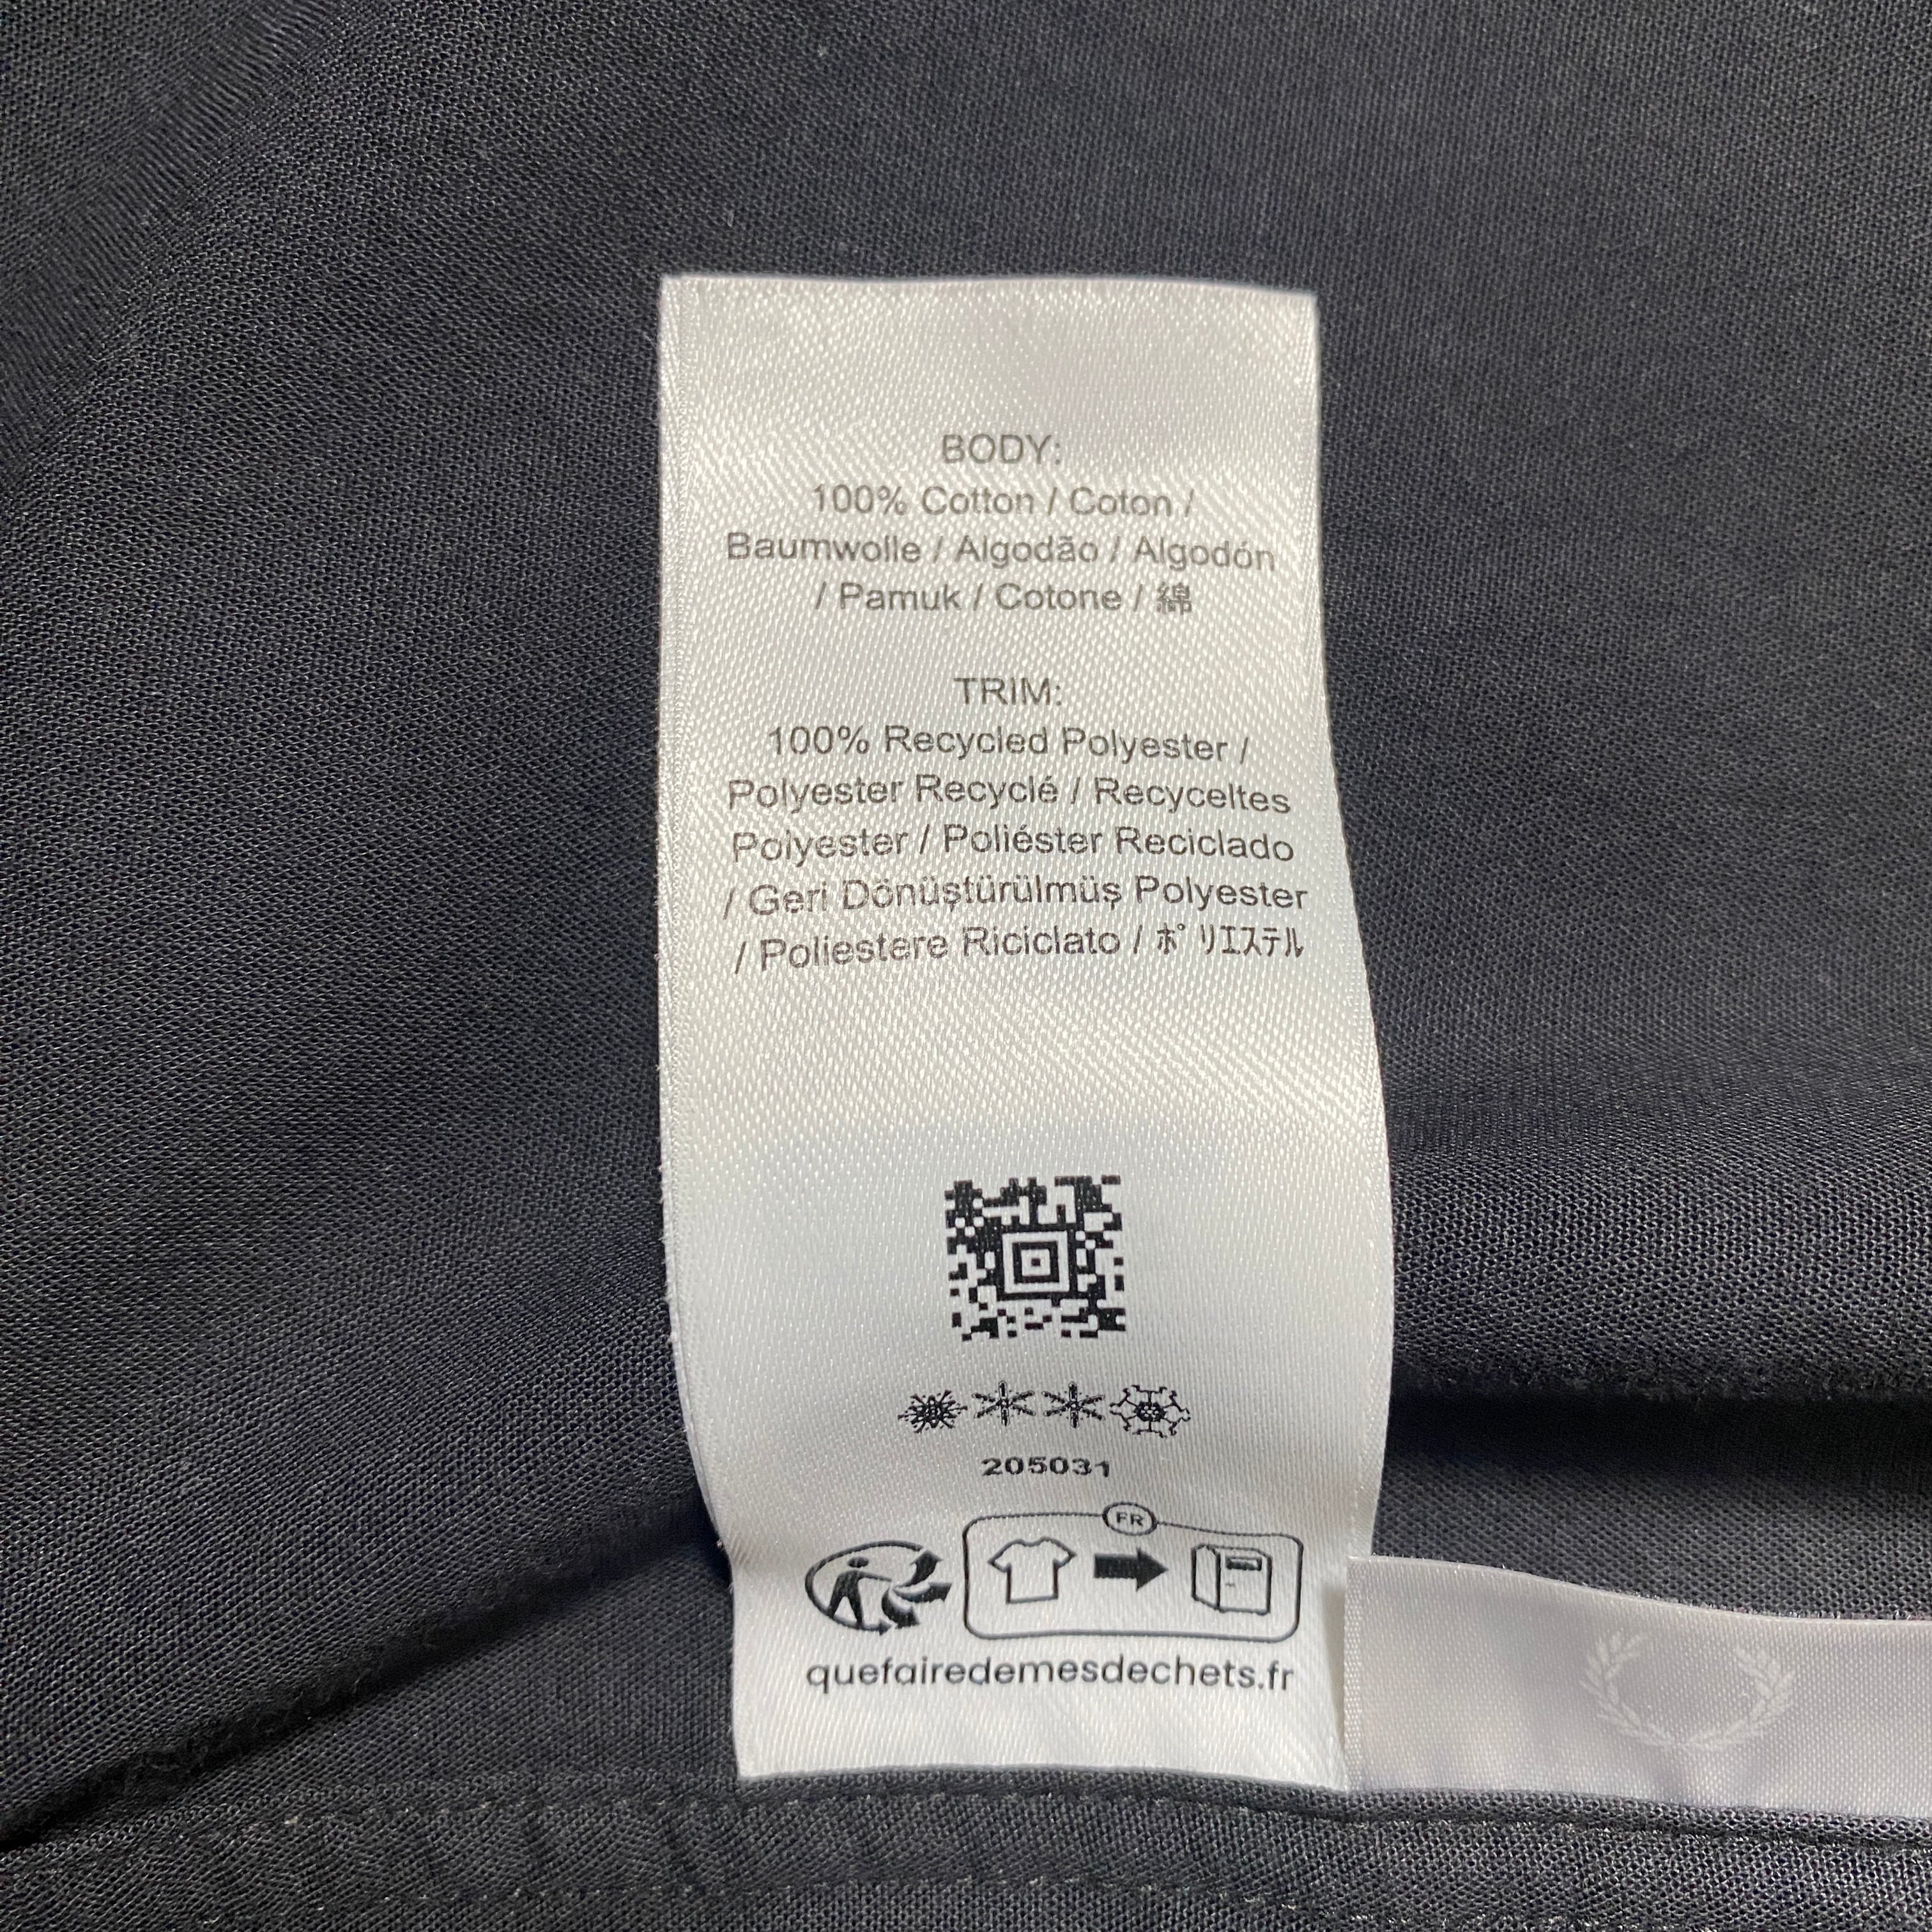 BODY:
100% Cotton / Coton /
Baumwolle / Algodão / Algodón
/ Pamuk / Cotone / 綿
TRIM:
100% Recycled Polyester /
Polyester Recyclé / Recyceltes
Polyester / Poliéster Reciclado
/ Geri Dönüştürülmüş Polyester
/ Poliestere Riciclato / ﾎﾟﾘｴｽﾃﾙ
205031
FR
quefairedemesdechets.fr